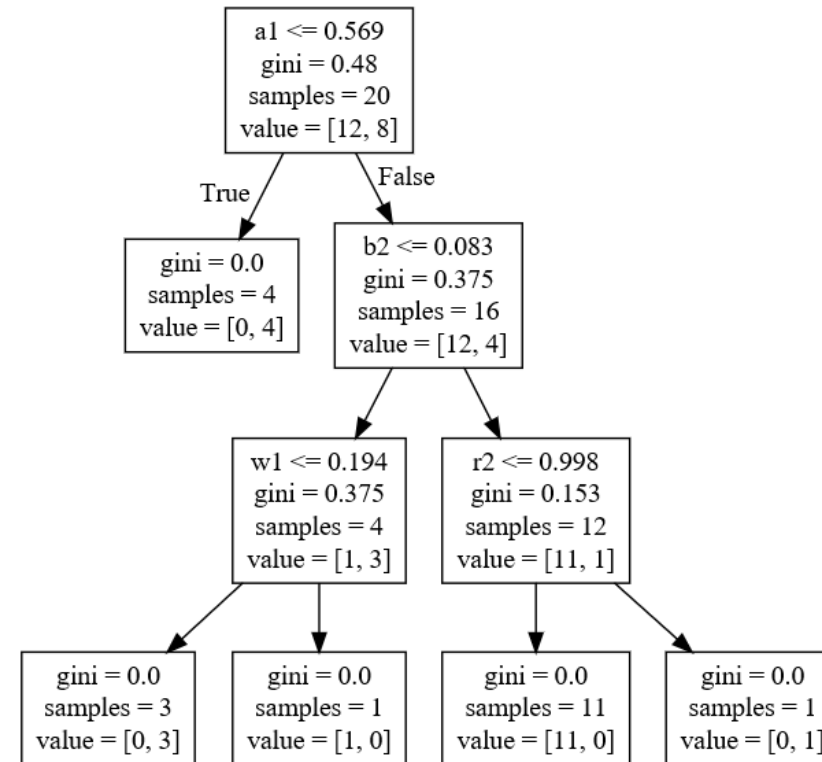 a1 <= 0.569
gini = 0.48
samples = 20
value = [12, 8]
True
False
gini = 0.0
samples = 4
value = [0, 4]
b2 <= 0.083
gini = 0.375
samples = 16
value = [12, 4]
w1 <= 0.194
gini = 0.375
samples = 4
value = [1, 3]
r2 <= 0.998
gini = 0.153
samples = 12
value = [11, 1]
gini = 0.0
samples = 3
value = [0, 3]
gini = 0.0
samples = 1
value = [1, 0]
gini = 0.0
samples = 11
value = [11, 0]
gini = 0.0
samples = 1
value = [0, 1]